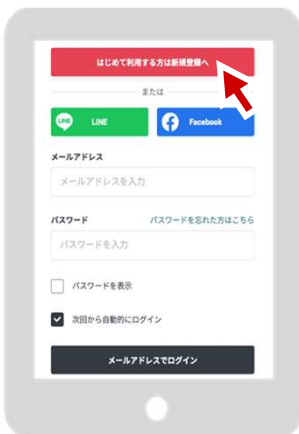 はじめて利用する方は新規登録へ
または
LINE LINE
Facebook
メールアドレス
メールアドレスを入力
パスワード パスワードを忘れた方はこちら
パスワードを入力
パスワードを表示
次回から自動的にログイン
メールアドレスでログイン